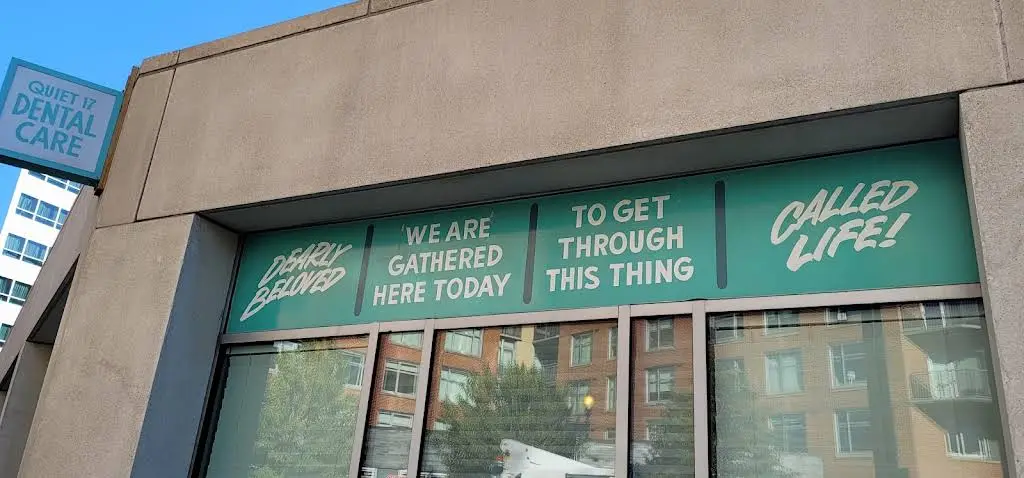 QUIET 17
DENTAL
CARE
DEARLY
BELOVED
WE ARE
GATHERED
HERE TODAY
TO GET
THROUGH
THIS THING
CALLED
LIFE!